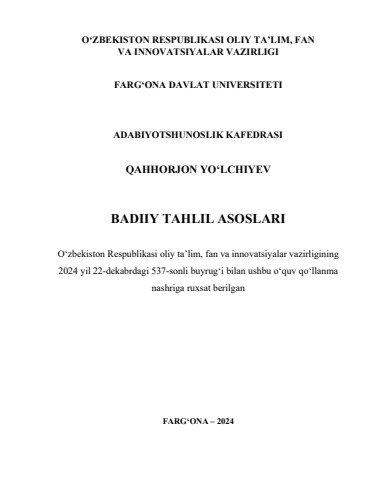 O‘ZBEKISTON RESPUBLIKASI OLIY TA’LIM, FAN
VA INNOVATSIYALAR VAZIRLIGI
FARG‘ONA DAVLAT UNIVERSITETI
ADABIYOTSHUNOSLIK KAFEDRASI
QAHHORJON YO‘LCHIYEV
BADIIY TAHLIL ASOSLARI
O‘zbekiston Respublikasi oliy ta’lim, fan va innovatsiyalar vazirligining
2024 yil 22-dekabrdagi 537-sonli buyrug‘i bilan ushbu o‘quv qo‘llanma
nashriga ruxsat berilgan
FARG‘ONA – 2024